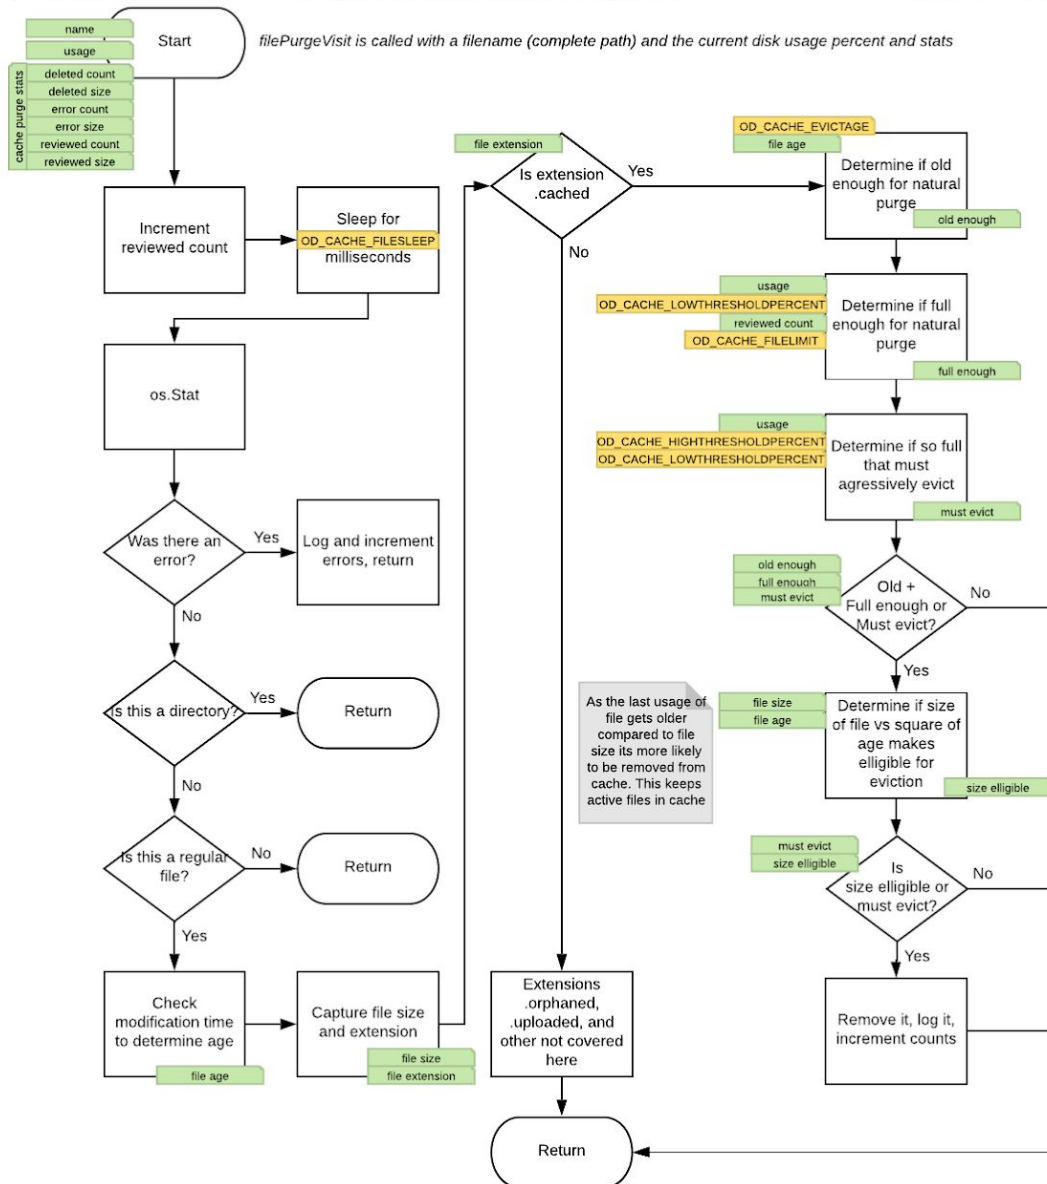 name
usage
cache purge stats
deleted count
deleted size
error count
error size
reviewed count
reviewed size
Start
filePurgeVisit is called with a filename (complete path) and the current disk usage percent and stats
Increment
reviewed count
Sleep for
OD_CACHE_FILESLEEP
milliseconds
os.Stat
Was there an
error?
Yes
Log and increment
errors, return
No
Is this a directory?
Yes
Return
No
Is this a regular
file?
No
Return
Yes
Check
modification time
to determine age
file age
Capture file size
and extension
file size
file extension
file extension
Is extension
.cached
Yes
No
Extensions
.orphaned,
.uploaded, and
other not covered
here
Return
OD_CACHE_EVICTAGE
file age
Determine if old
enough for natural
purge
old enough
usage
OD_CACHE_LOWTHRESHOLDPERCENT
reviewed count
OD_CACHE_FILELIMIT
Determine if full
enough for natural
purge
full enough
usage
OD_CACHE_HIGHTHRESHOLDPERCENT
OD_CACHE_LOWTHRESHOLDPERCENT
Determine if so full
that must
agressively evict
must evict
old enough
full enough
must evict
Old +
Full enough or
Must evict?
No
Yes
As the last usage of
file gets older
compared to file
size its more likely
to be removed from
cache. This keeps
active files in cache
file size
file age
Determine if size
of file vs square of
age makes
elligible for
eviction
size elligible
must evict
size elligible
Is
size elligible or
must evict?
No
Yes
Remove it, log it,
increment counts